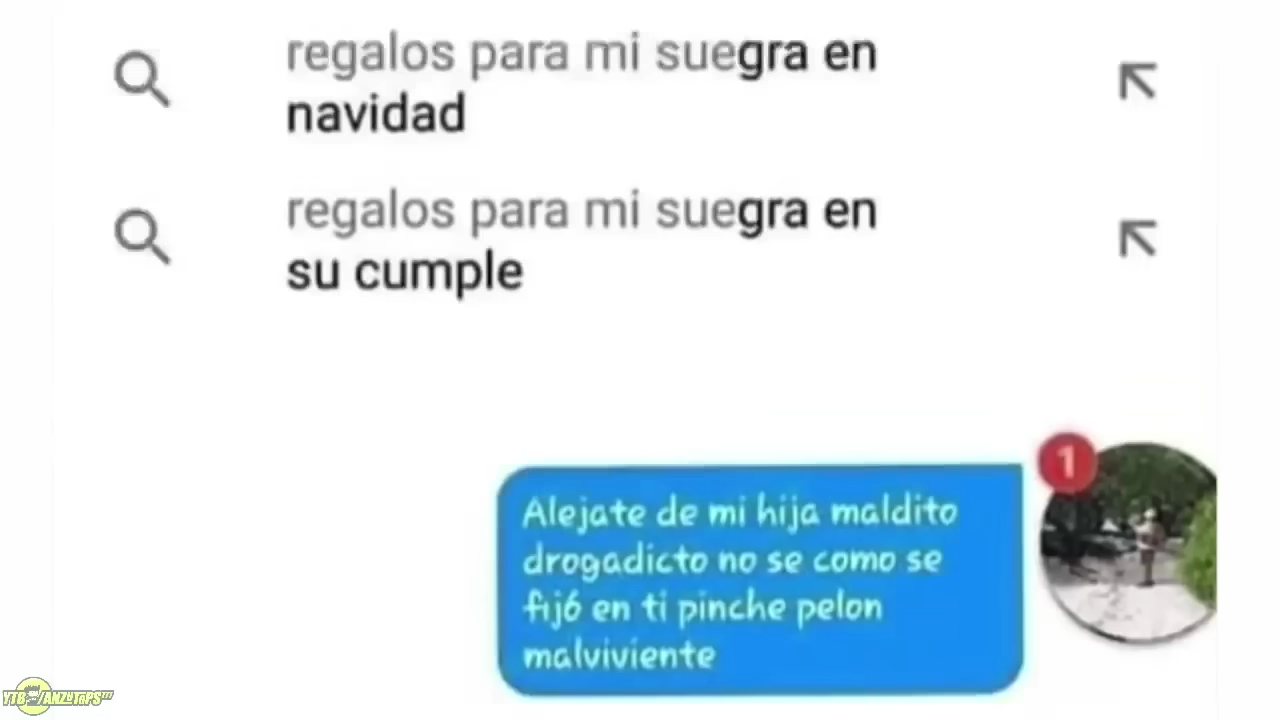 regalos para mi suegra en
navidad
regalos para mi suegra en
su cumple
1
Alejate de mi hija maldito
drogadicto no se como se
fijó en ti pinche pelon
malviviente